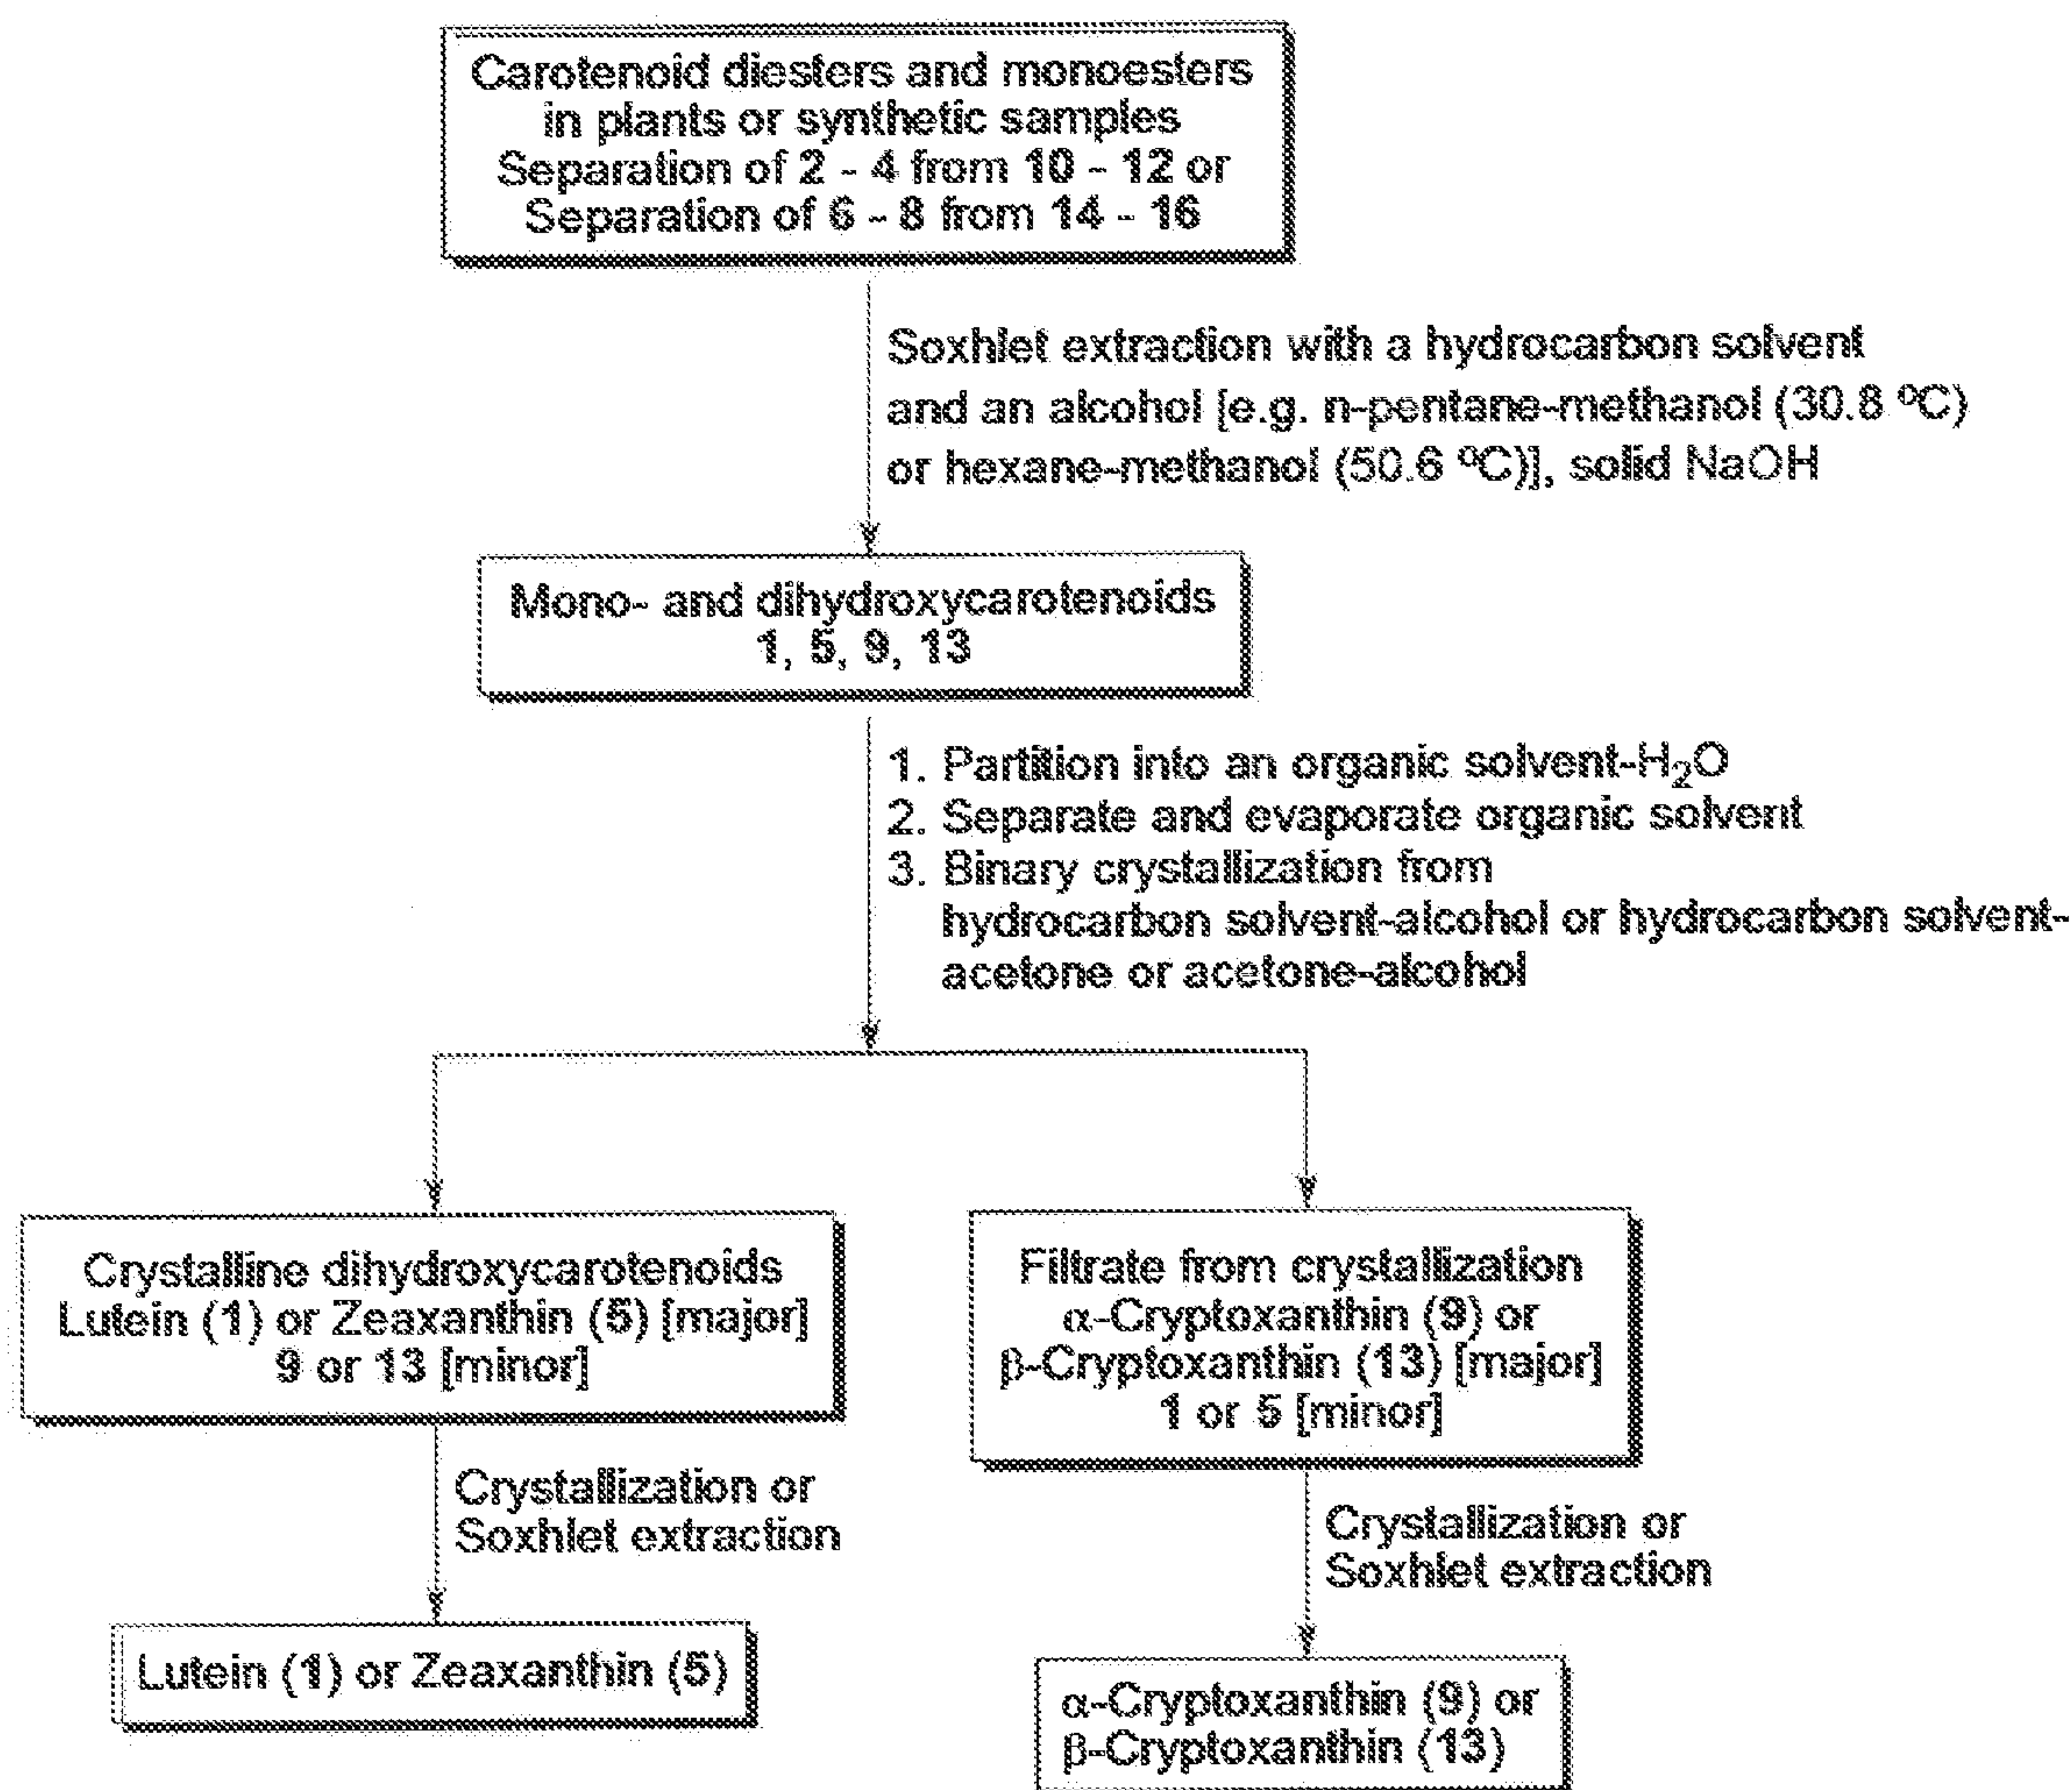 Carotenoid diesters and monoesters
in plants or synthetic samples
Separation of 2 - 4 from 10 - 12 or
Separation of 6 - 8 from 14 - 16
Soxhlet extraction with a hydrocarbon solvent
and an alcohol [e.g. n-pentane-methanol (30.8 ºC)
or hexane-methanol (50.6 ºC)], solid NaOH
Mono- and dihydroxycarotenoids
1, 5, 9, 13
1. Partition into an organic solvent-H₂O
2. Separate and evaporate organic solvent
3. Binary crystallization from
hydrocarbon solvent-alcohol or hydrocarbon solvent-
acetone or acetone-alcohol
Crystalline dihydroxycarotenoids
Lutein (1) or Zeaxanthin (5) [major]
9 or 13 [minor]
Filtrate from crystallization
α-Cryptoxanthin (9) or
β-Cryptoxanthin (13) [major]
1 or 5 [minor]
Crystallization or
Soxhlet extraction
Crystallization or
Soxhlet extraction
Lutein (1) or Zeaxanthin (5)
α-Cryptoxanthin (9) or
β-Cryptoxanthin (13)